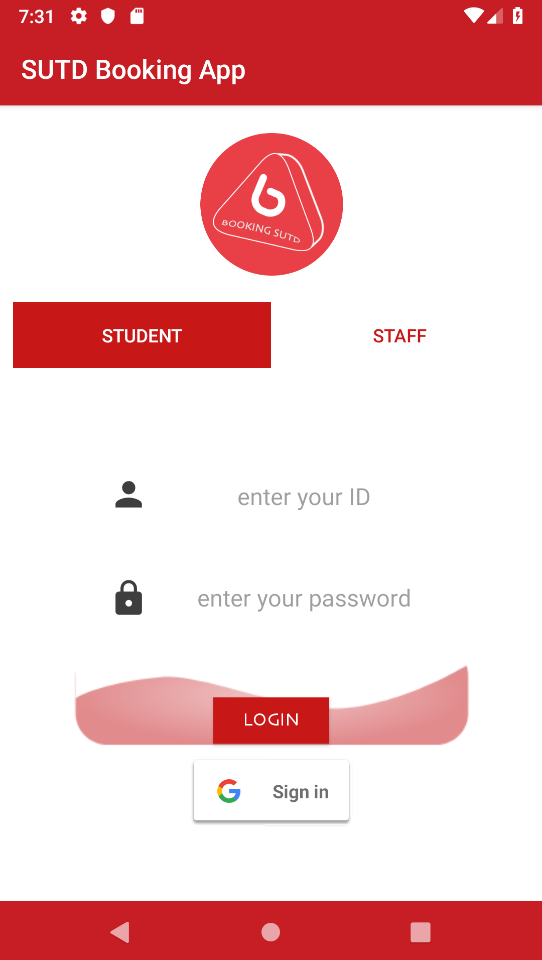 7:31
SUTD Booking App
BOOKING SUTD
STUDENT
STAFF
enter your ID
enter your password
LOGIN
Sign in